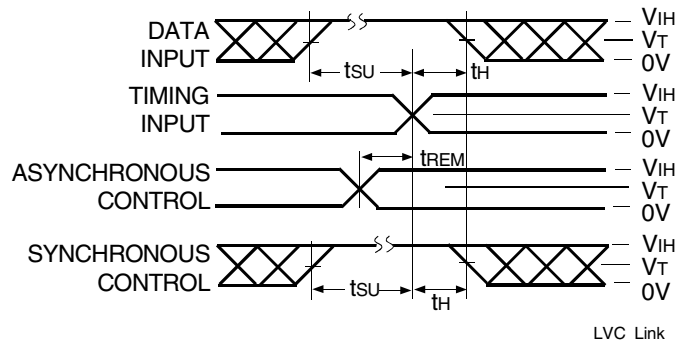 DATA
INPUT
VIH
VT
0V
tSU
tH
TIMING
INPUT
VIH
VT
0V
tREM
ASYNCHRONOUS
CONTROL
VIH
VT
0V
SYNCHRONOUS
CONTROL
VIH
VT
0V
tSU
tH
LVC Link